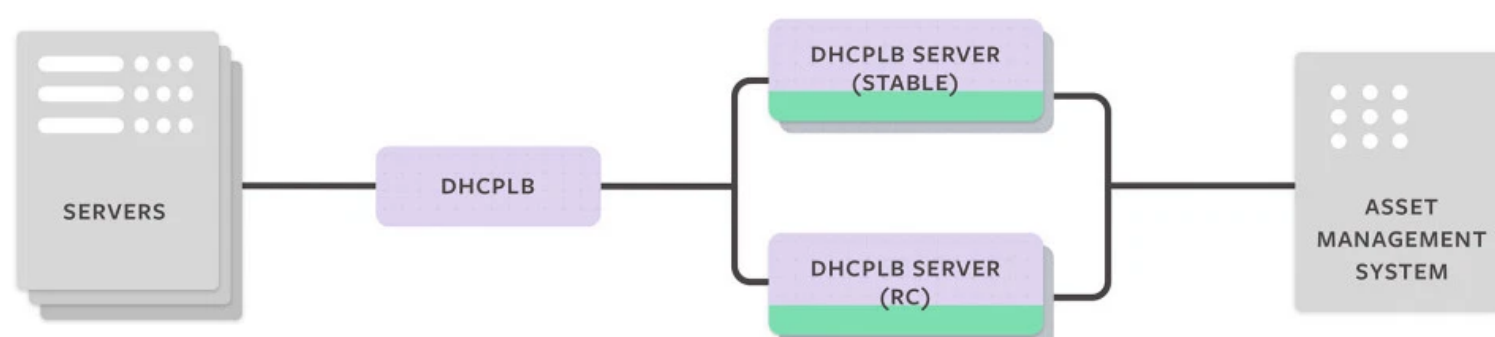 SERVERS
DHCPLB
DHCPLB SERVER
(STABLE)
DHCPLB SERVER
(RC)
ASSET
MANAGEMENT
SYSTEM